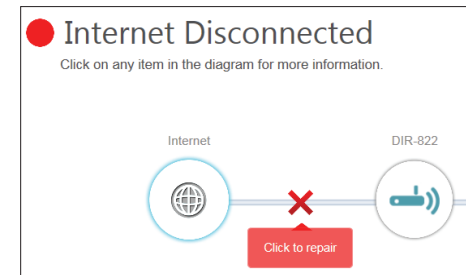 Internet Disconnected
Click on any item in the diagram for more information.
Internet
DIR-822
Click to repair